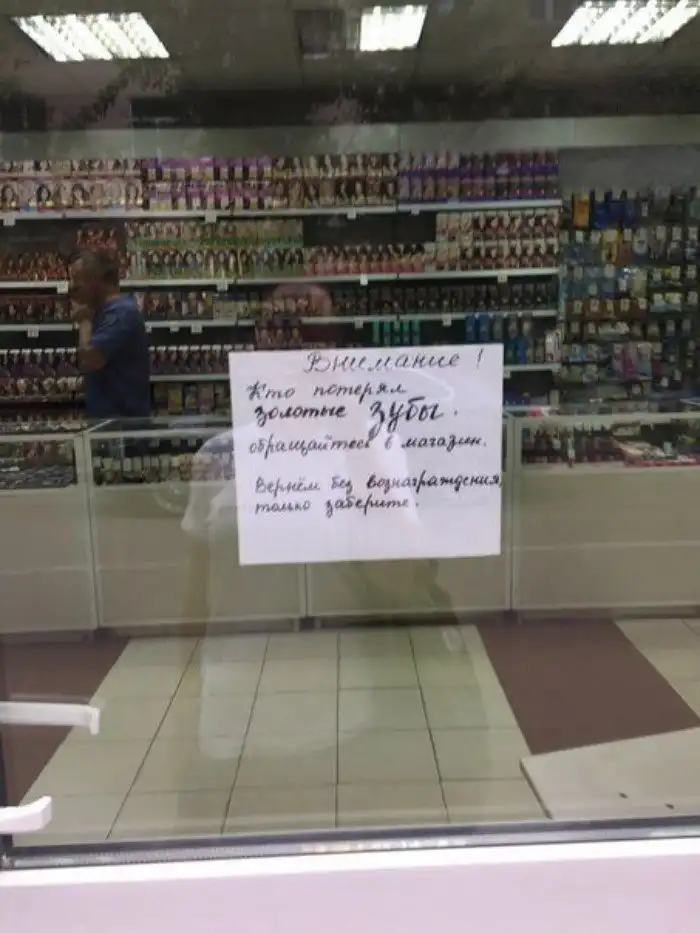 Внимание!
Кто потерял
золотые зубы.
обращайтесь в магазин.
Вернём без вознаграждения,
только заберите.